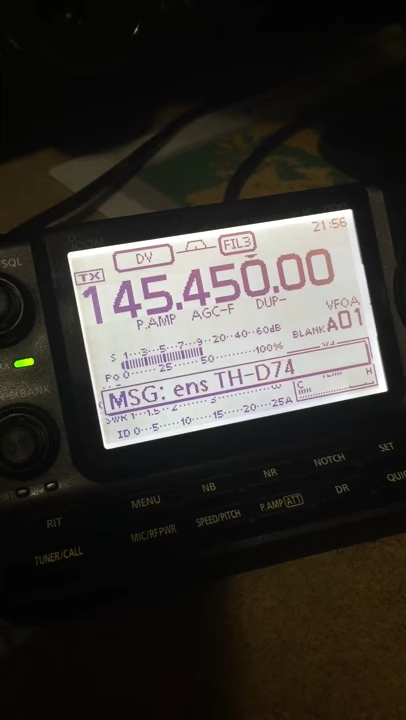 21:56
DV FIL3
TX
145.450.00
P.AMP AGC-F DUP-
VFOA
BLANK A01
S 1···3···5···7···9··20··40··60dB
Po 0 25 50 100%
MSG: ens TH-D74
SWR 1 1.5 2 3 ∞
C H
ID 0···5···10···15···20···25A
SQL
MENU NB NR NOTCH SET
RIT MIC/RF PWR SPEED/PITCH P.AMP ATT DR QUICK
TUNER/CALL